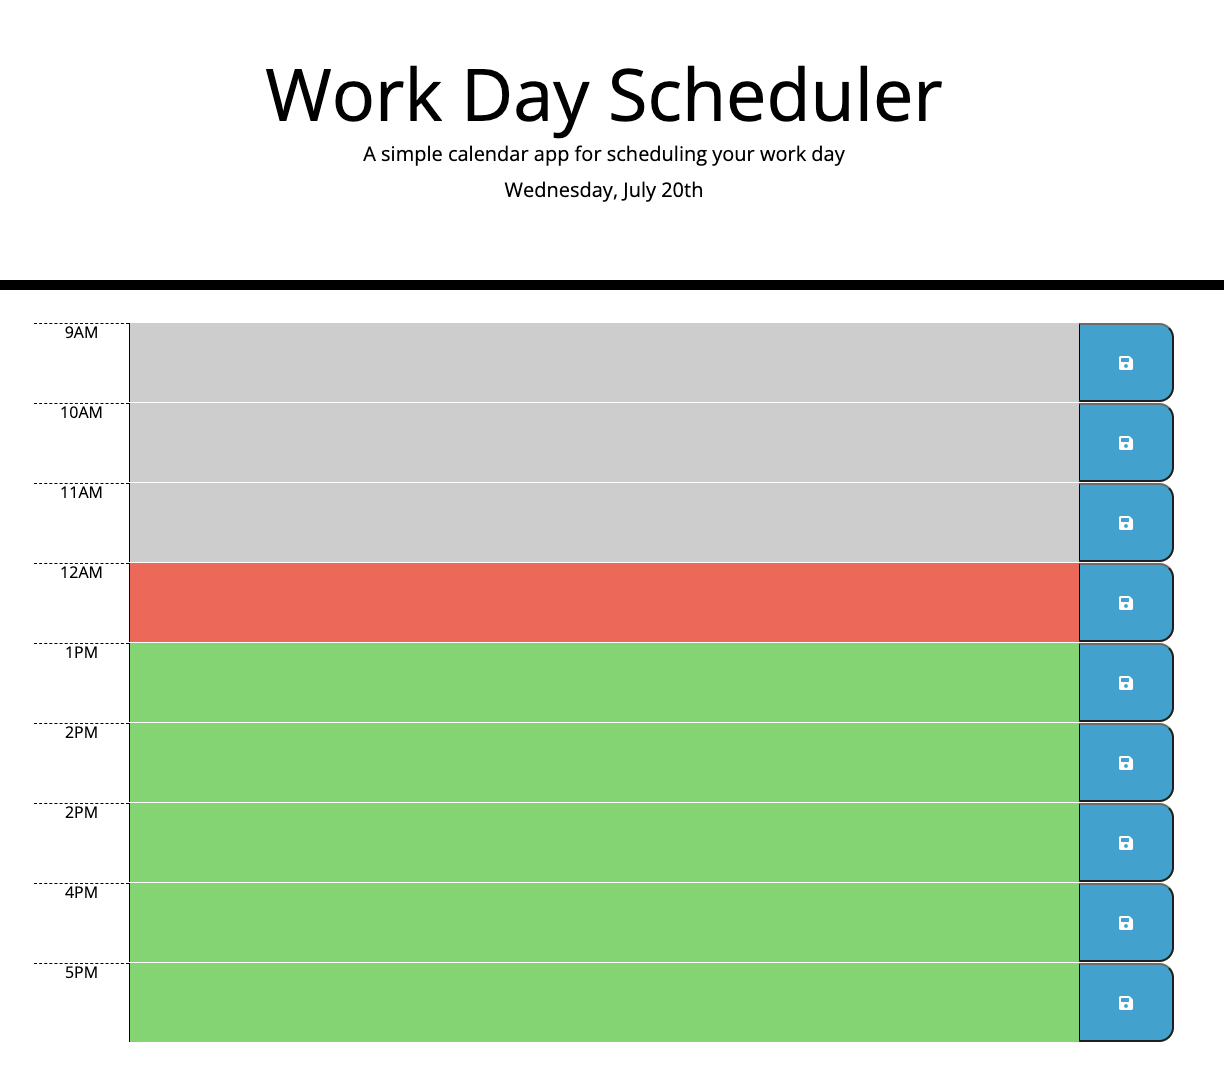 Work Day Scheduler
A simple calendar app for scheduling your work day
Wednesday, July 20th
9AM
10AM
11AM
12AM
1PM
2PM
2PM
4PM
5PM